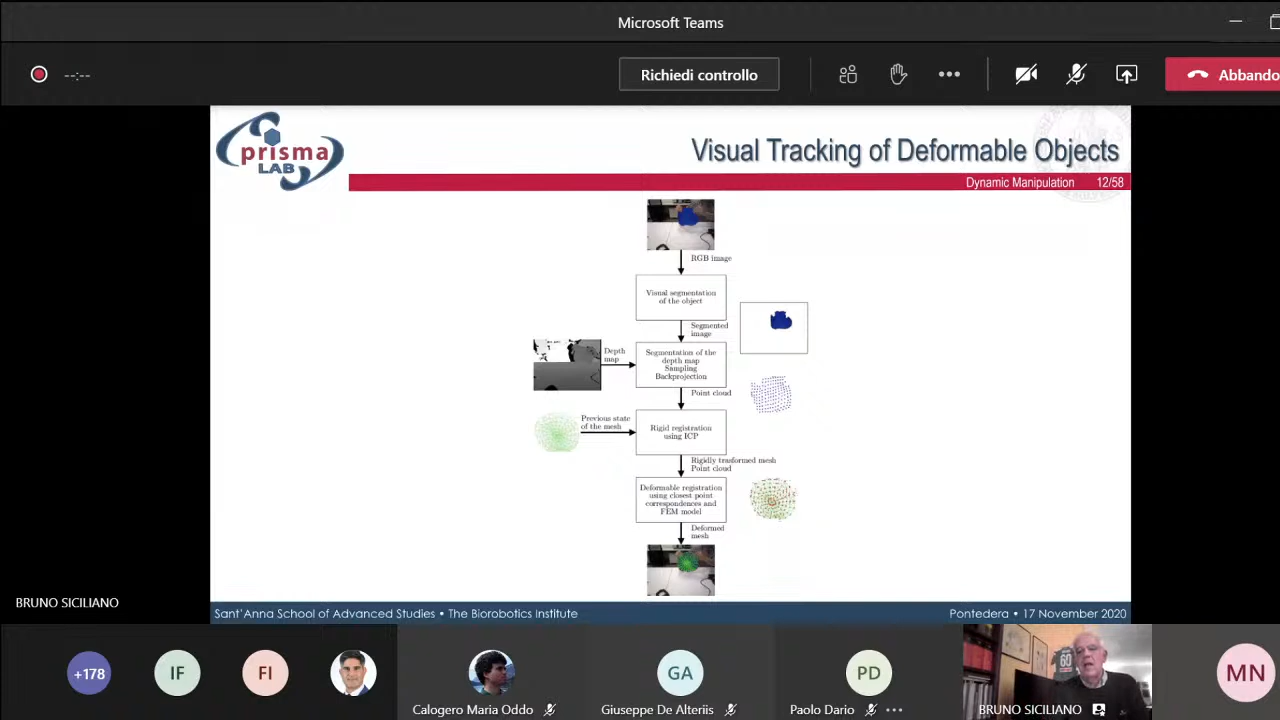 Microsoft Teams
--:--
Richiedi controllo
Abbando
prisma
LAB
Visual Tracking of Deformable Objects
Dynamic Manipulation 12/58
RGB image
Visual segmentation
of the object
Segmented
image
Depth
map
Segmentation of the
depth map
Sampling
Backprojection
Point cloud
Previous state
of the mesh
Rigid registration
using ICP
Rigidly trasformed mesh
Point cloud
Deformable registration
using closest point
correspondences and
FEM model
Deformed
mesh
BRUNO SICILIANO
Sant'Anna School of Advanced Studies • The Biorobotics Institute
Pontedera • 17 November 2020
+178
IF
FI
GA
PD
60
MN
Calogero Maria Oddo
Giuseppe De Alteriis
Paolo Dario
BRUNO SICILIANO